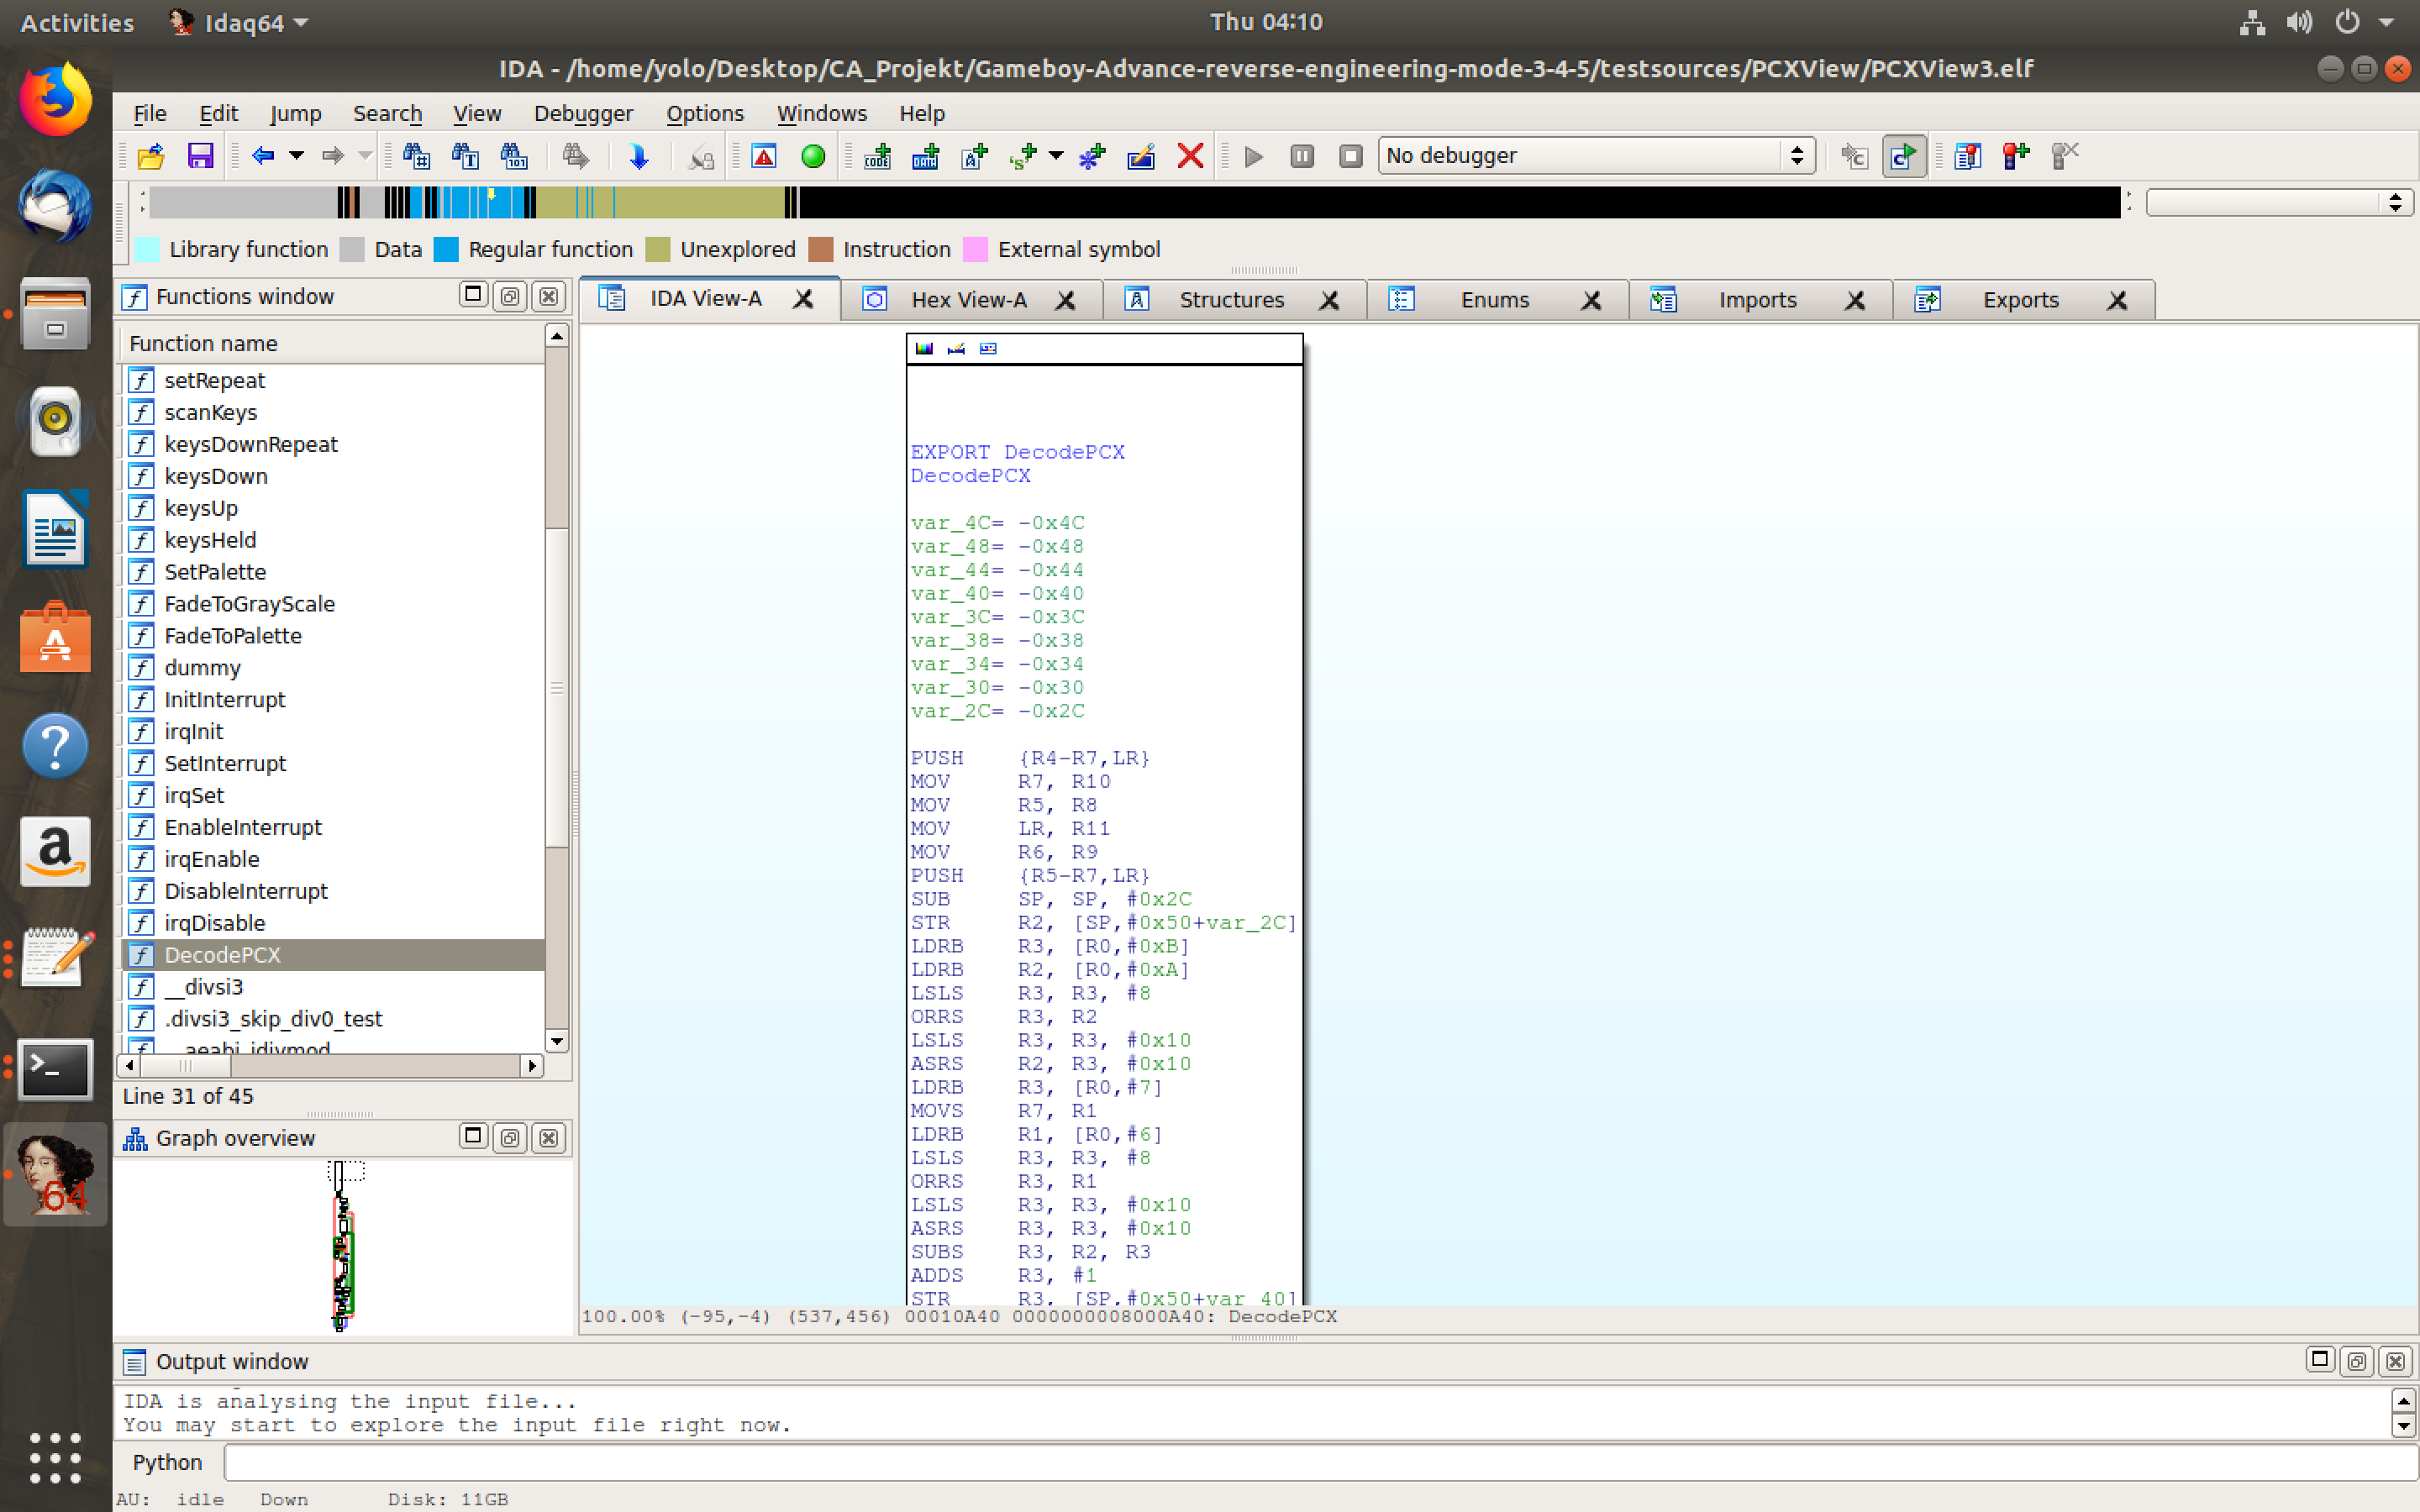 Activities
Idaq64
Thu 04:10
IDA - /home/yolo/Desktop/CA_Projekt/Gameboy-Advance-reverse-engineering-mode-3-4-5/testsources/PCXView/PCXView3.elf
File Edit Jump Search View Debugger Options Windows Help
No debugger
Library function Data Regular function Unexplored Instruction External symbol
Functions window
IDA View-A
Hex View-A
Structures
Enums
Imports
Exports
Function name
setRepeat
scanKeys
keysDownRepeat
keysDown
keysUp
keysHeld
SetPalette
FadeToGrayScale
FadeToPalette
dummy
InitInterrupt
irqInit
SetInterrupt
irqSet
EnableInterrupt
irqEnable
DisableInterrupt
irqDisable
DecodePCX
__divsi3
.divsi3_skip_div0_test
__aeabi_idivmod
Line 31 of 45
Graph overview
EXPORT DecodePCX
DecodePCX
var_4C= -0x4C
var_48= -0x48
var_44= -0x44
var_40= -0x40
var_3C= -0x3C
var_38= -0x38
var_34= -0x34
var_30= -0x30
var_2C= -0x2C
PUSH {R4-R7,LR}
MOV R7, R10
MOV R5, R8
MOV LR, R11
MOV R6, R9
PUSH {R5-R7,LR}
SUB SP, SP, #0x2C
STR R2, [SP,#0x50+var_2C]
LDRB R3, [R0,#0xB]
LDRB R2, [R0,#0xA]
LSLS R3, R3, #8
ORRS R3, R2
LSLS R3, R3, #0x10
ASRS R2, R3, #0x10
LDRB R3, [R0,#7]
MOVS R7, R1
LDRB R1, [R0,#6]
LSLS R3, R3, #8
ORRS R3, R1
LSLS R3, R3, #0x10
ASRS R3, R3, #0x10
SUBS R3, R2, R3
ADDS R3, #1
STR R3, [SP,#0x50+var_40]
100.00% (-95,-4) (537,456) 00010A40 0000000008000A40: DecodePCX
Output window
IDA is analysing the input file...
You may start to explore the input file right now.
Python
AU: idle Down Disk: 11GB